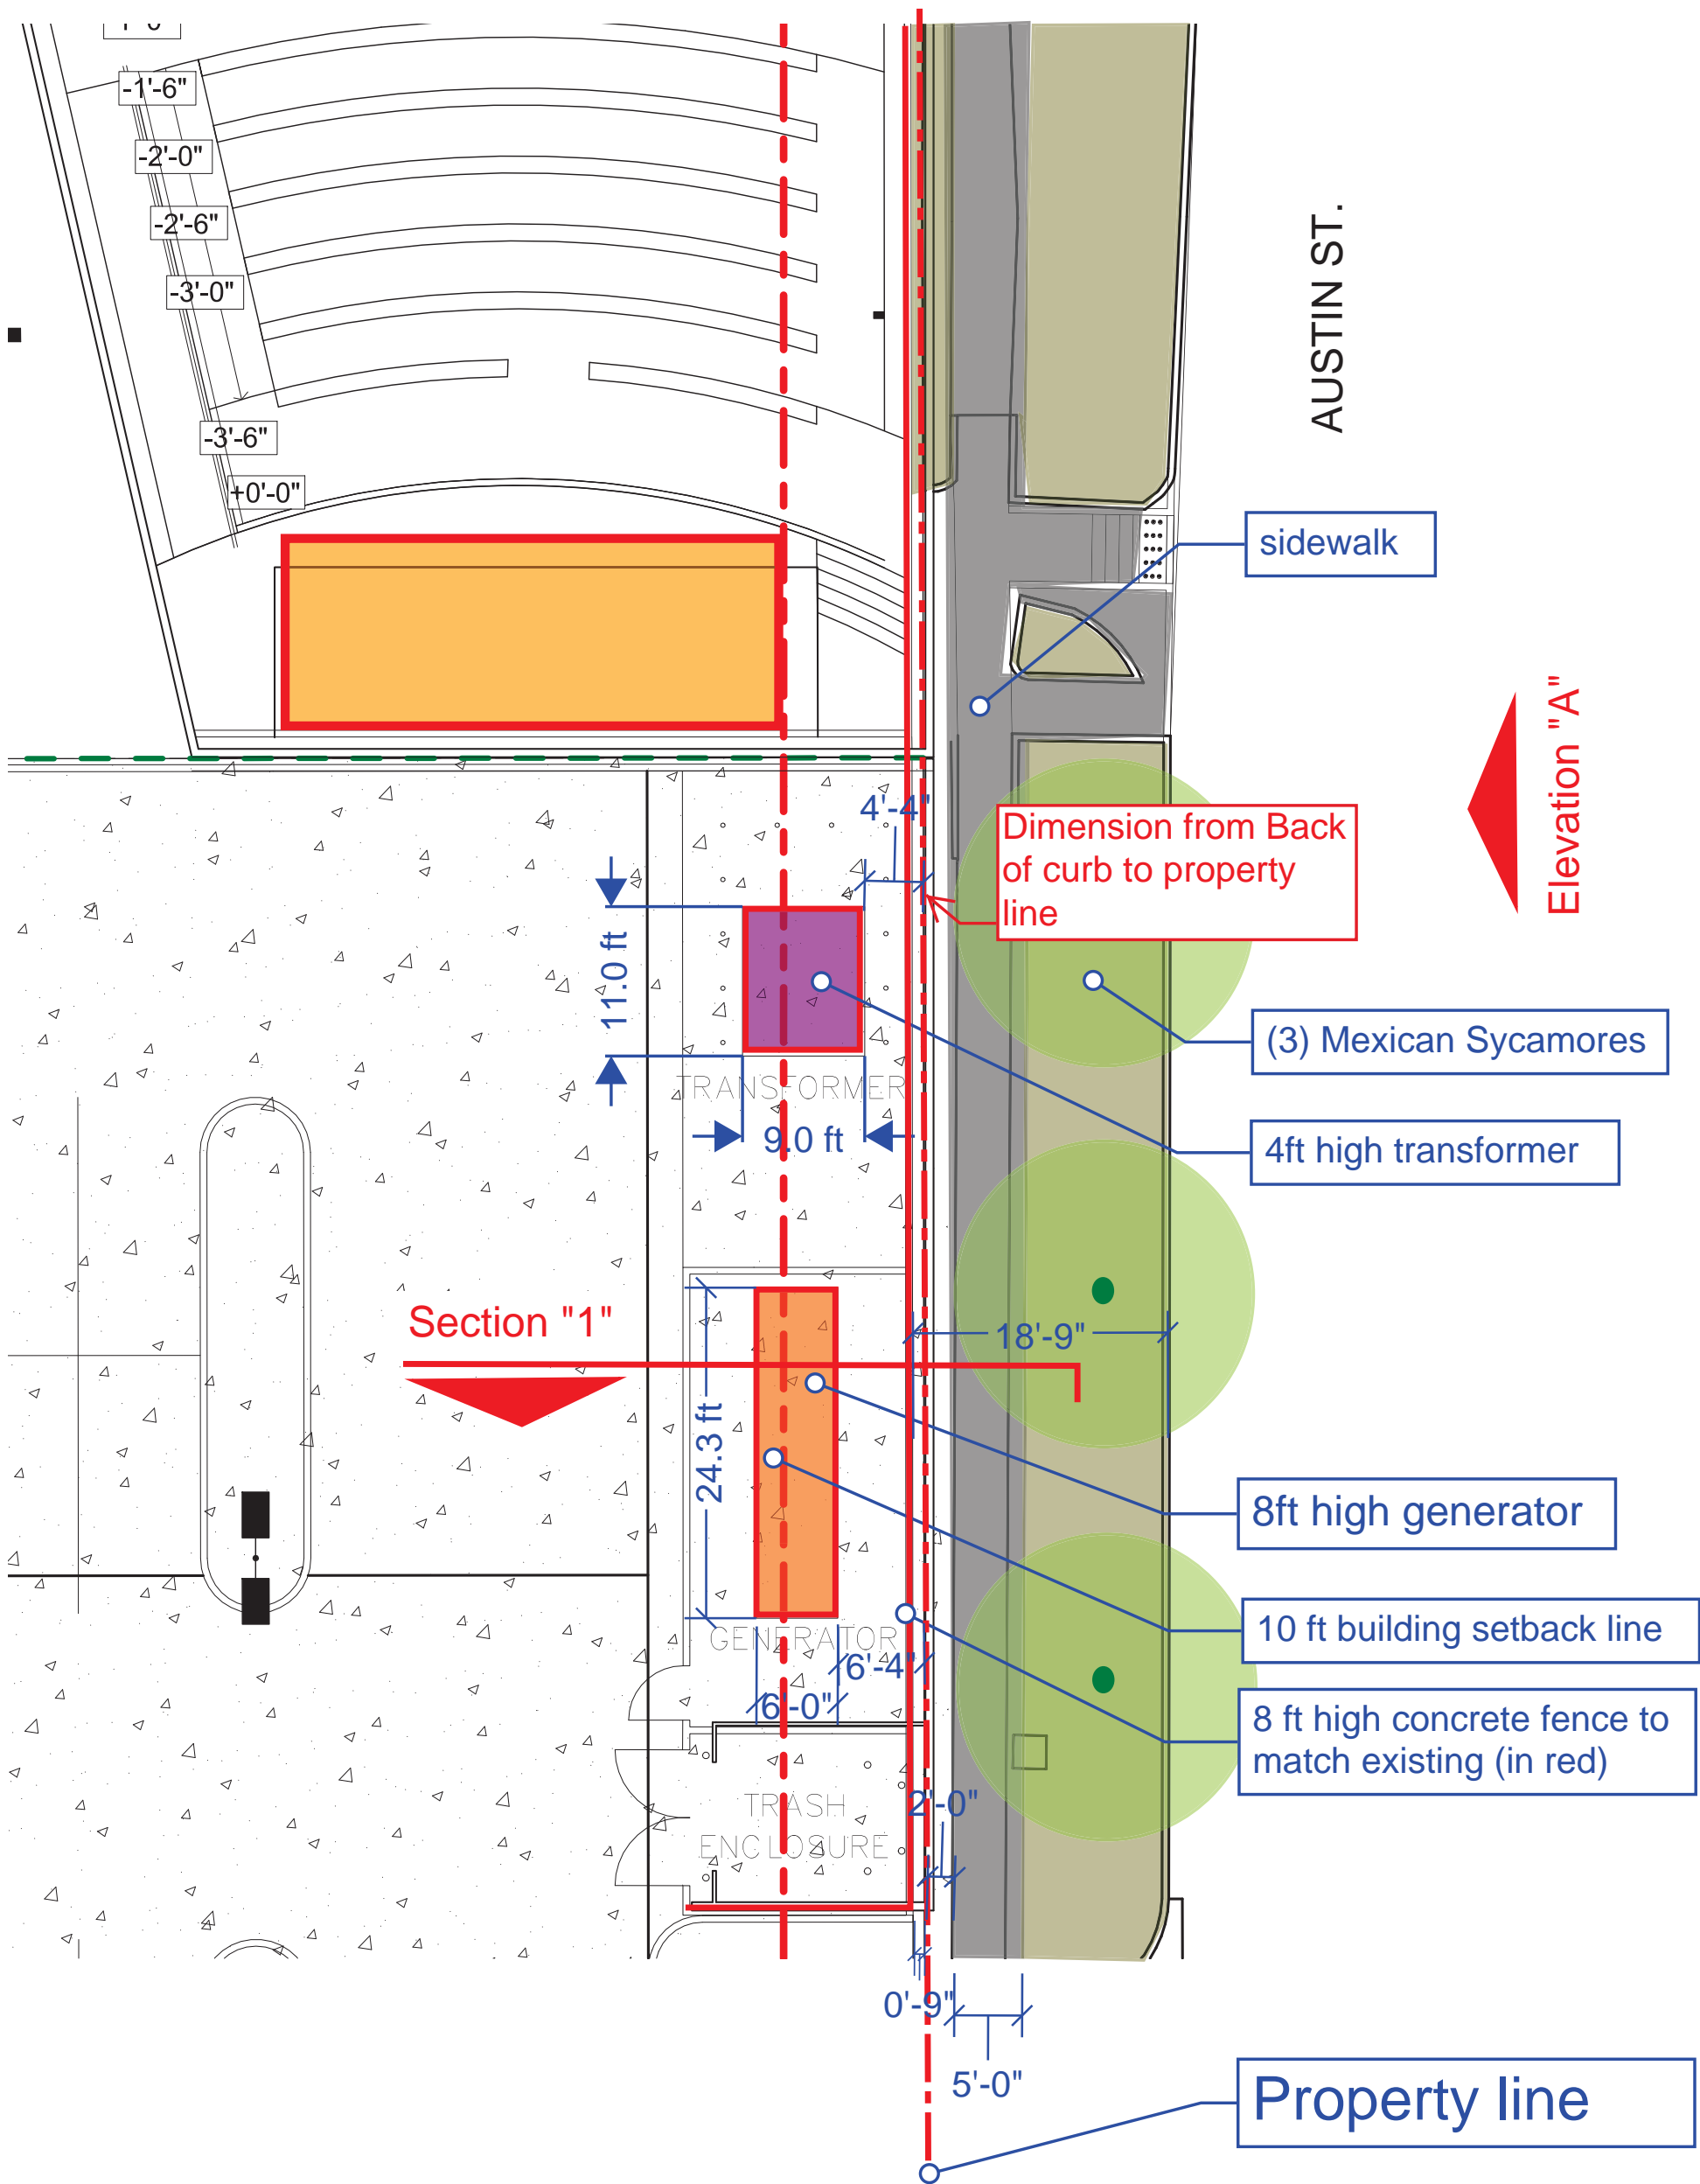 -1'-6"
-2'-0"
-2'-6"
-3'-0"
-3'-6"
+0'-0"
AUSTIN ST.
sidewalk
Elevation "A"
4'-4"
Dimension from Back
of curb to property
line
11.0 ft
(3) Mexican Sycamores
TRANSFORMER
9.0 ft
4ft high transformer
Section "1"
18'-9"
24.3 ft
8ft high generator
10 ft building setback line
GENERATOR
6'-4"
6'-0"
8 ft high concrete fence to
match existing (in red)
TRASH
ENCLOSURE
2'-0"
0'-9"
5'-0"
Property line